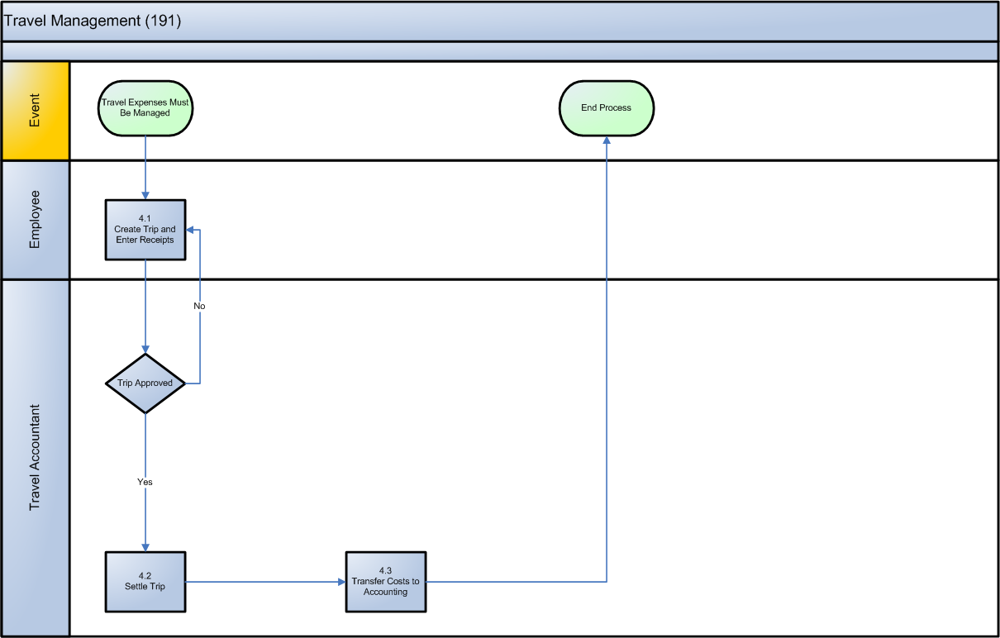 Travel Management (191)
Event
Travel Expenses Must
Be Managed
End Process
Employee
4.1
Create Trip and
Enter Receipts
No
Travel Accountant
Trip Approved
Yes
4.2
Settle Trip
4.3
Transfer Costs to
Accounting